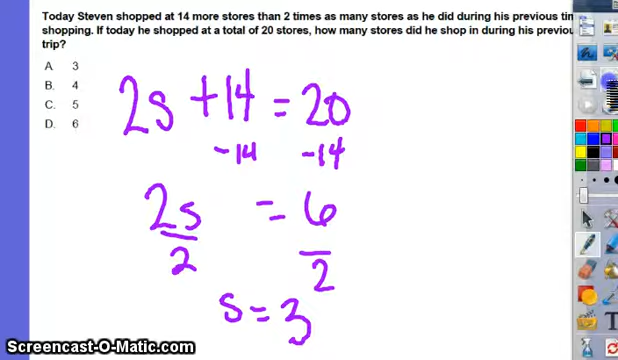 Today Steven shopped at 14 more stores than 2 times as many stores as he did during his previous
shopping. If today he shopped at a total of 20 stores, how many stores did he shop in during his
trip?
A. 3
B. 4
C. 5
D. 6
2s + 14 = 20
-14 -14
2s = 6
2 2
s = 3
T
Screencast-O-Matic.com